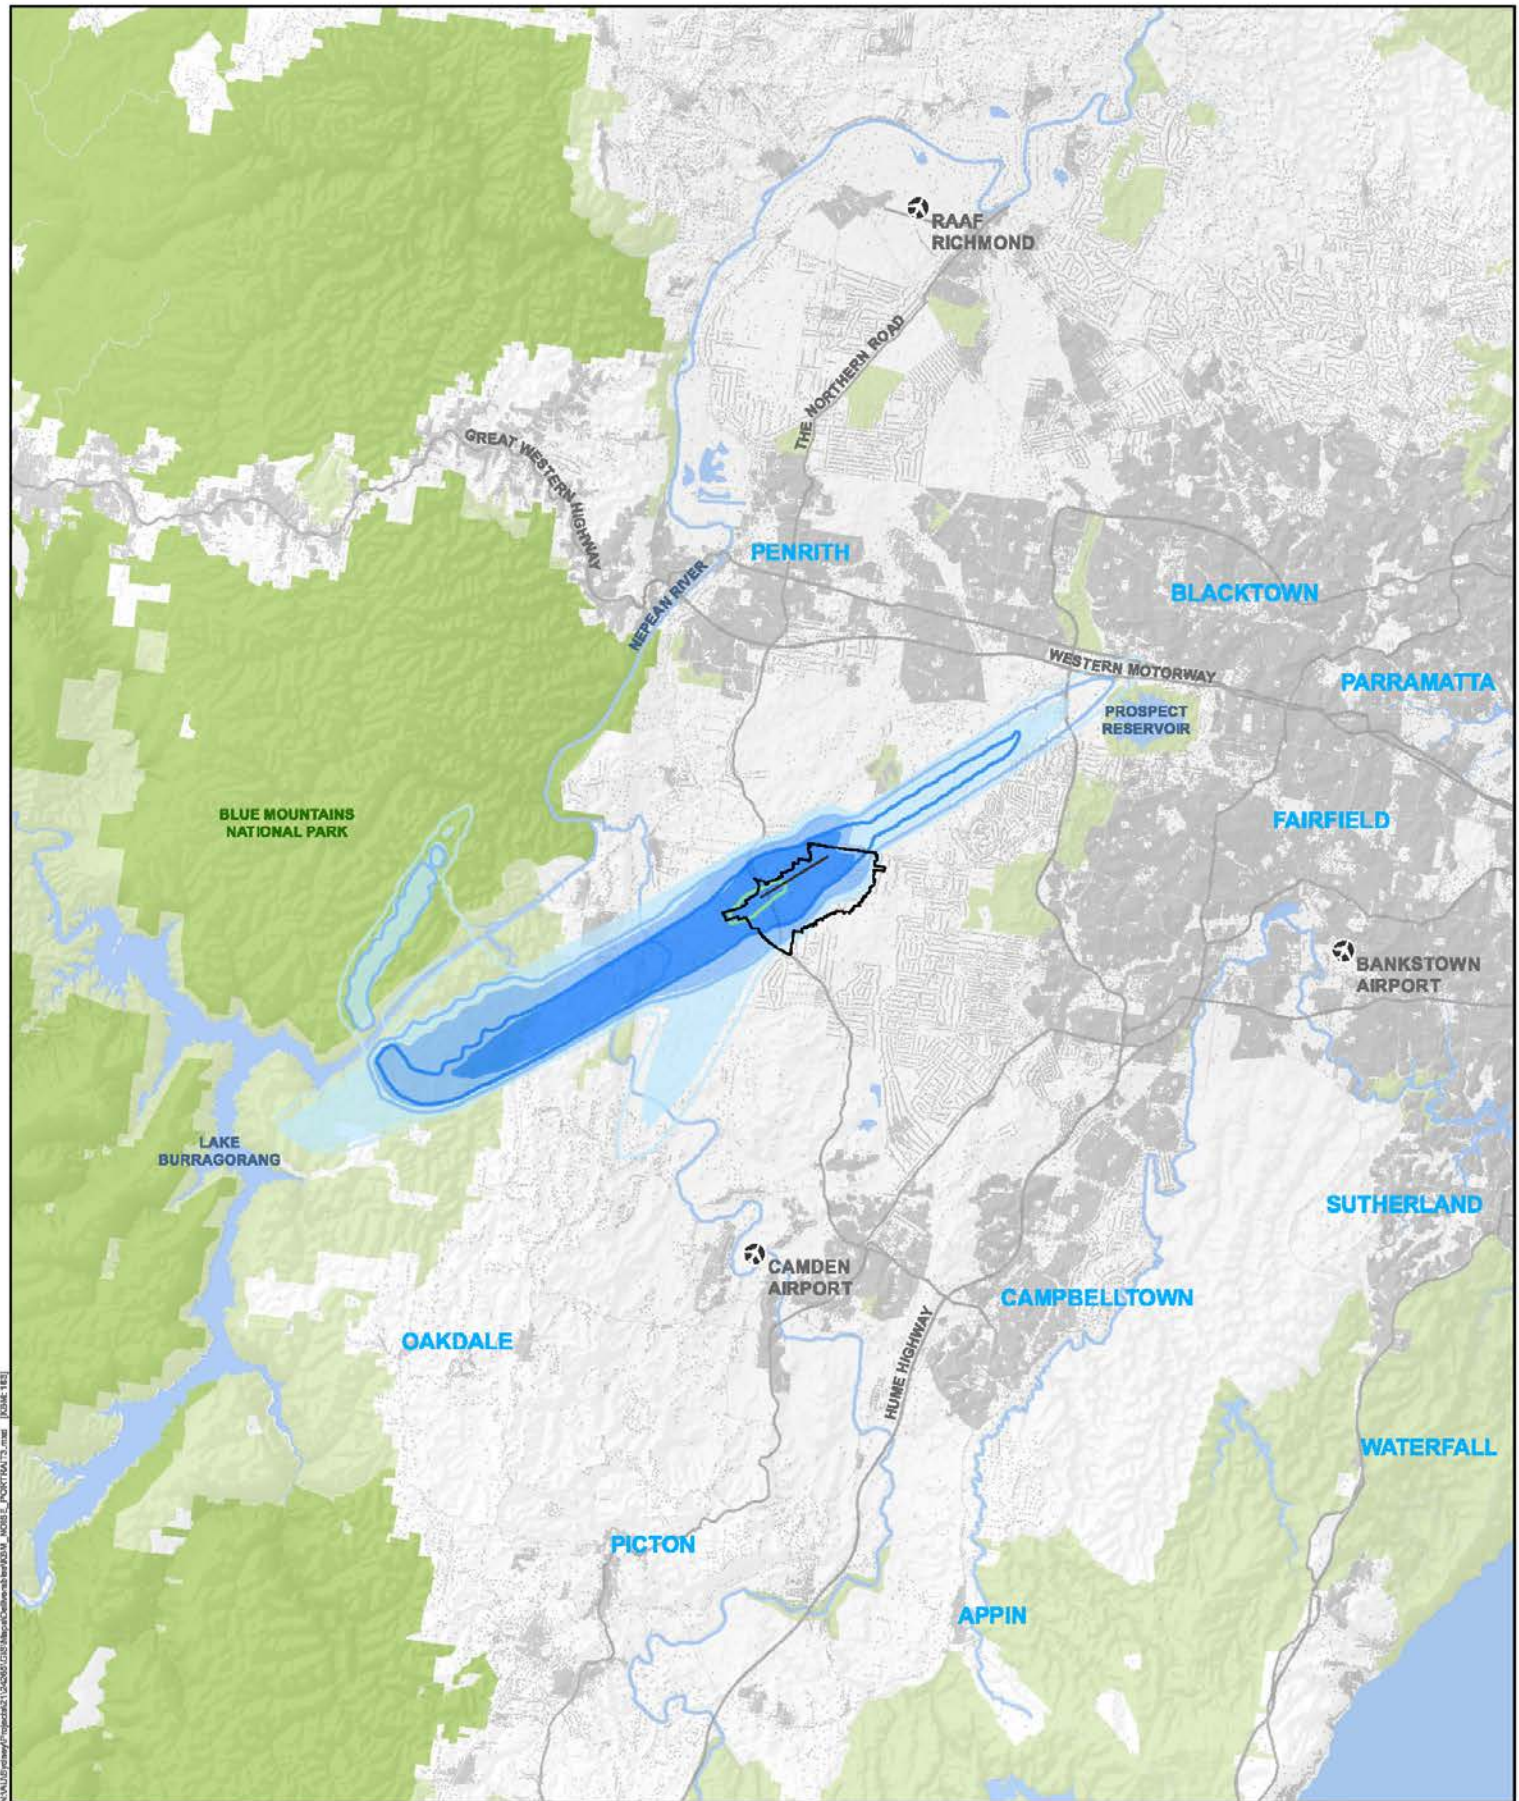 RAAF
RICHMOND
THE NORTHERN ROAD
GREAT WESTERN HIGHWAY
PENRITH
NEPEAN RIVER
BLACKTOWN
WESTERN MOTORWAY
PARRAMATTA
PROSPECT
RESERVOIR
BLUE MOUNTAINS
NATIONAL PARK
FAIRFIELD
BANKSTOWN
AIRPORT
LAKE
BURRAGORANG
SUTHERLAND
CAMDEN
AIRPORT
CAMPBELLTOWN
OAKDALE
HUME HIGHWAY
WATERFALL
PICTON
APPIN